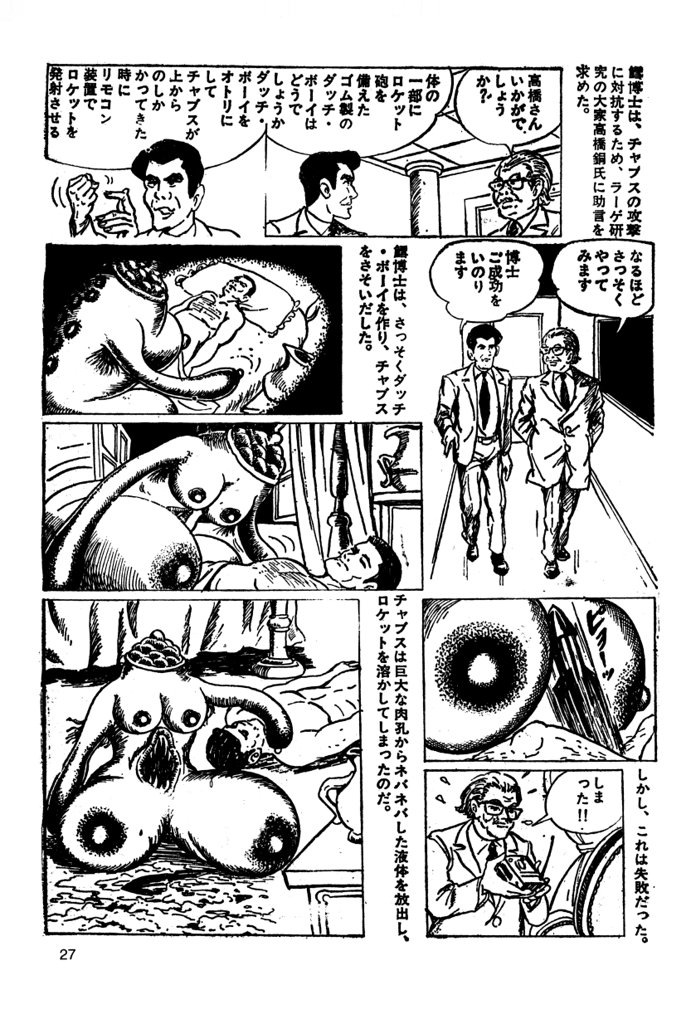 鰐博士は、チャプスの攻撃
に対抗するため、ラーゲ研
究の大家高橋鋼氏に助言を
求めた。
高橋さん
いかがで
しょう
か?
体の
一部に
ロケット
砲を
備えた
ゴム製の
ダッチ・
ボーイは
どうで
しょうか
ダッチ・
ボーイを
オトリに
して
チャプスが
上から
のしか
かってきた
時に
リモコン
装置で
ロケットを
発射させる
なるほど
さっそく
やって
みます
博士
ご成功を
いのり
ます
鰐博士は、さっそくダッチ
・ボーイを作り、チャプス
をさそいだした。
ビラーッ
しかし、これは失敗だった。
しま
った!!
チャプスは巨大な肉孔からネバネバした液体を放出し、
ロケットを溶かしてしまったのだ。
27